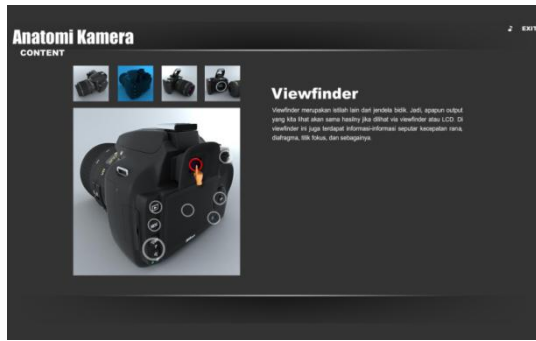 Anatomi Kamera
CONTENT
EXIT
Viewfinder
Viewfinder merupakan istilah lain dari jendela bidik. Jadi, apapun output
yang kita lihat akan sama hasilny jika dilihat via viewfinder atau LCD. Di
viewfinder ini juga terdapat informasi-informasi seputar kecepatan rana,
diafragma, titik fokus, dan sebagainya.